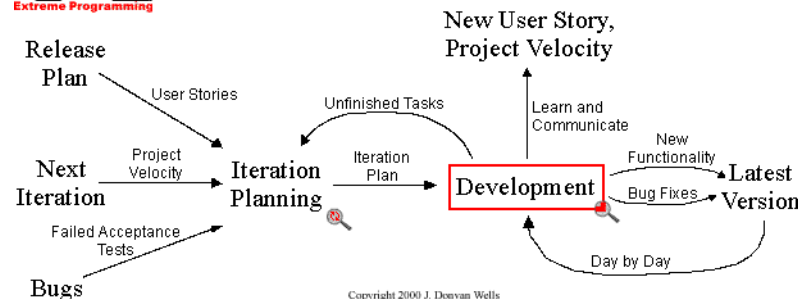 Extreme Programming
New User Story,
Project Velocity
Release
Plan
User Stories
Unfinished Tasks
Learn and
Communicate
New
Functionality
Next
Iteration
Project
Velocity
Iteration
Planning
Iteration
Plan
Development
Bug Fixes
Latest
Version
Failed Acceptance
Tests
Day by Day
Bugs
Copyright 2000 J. Donvan Wells